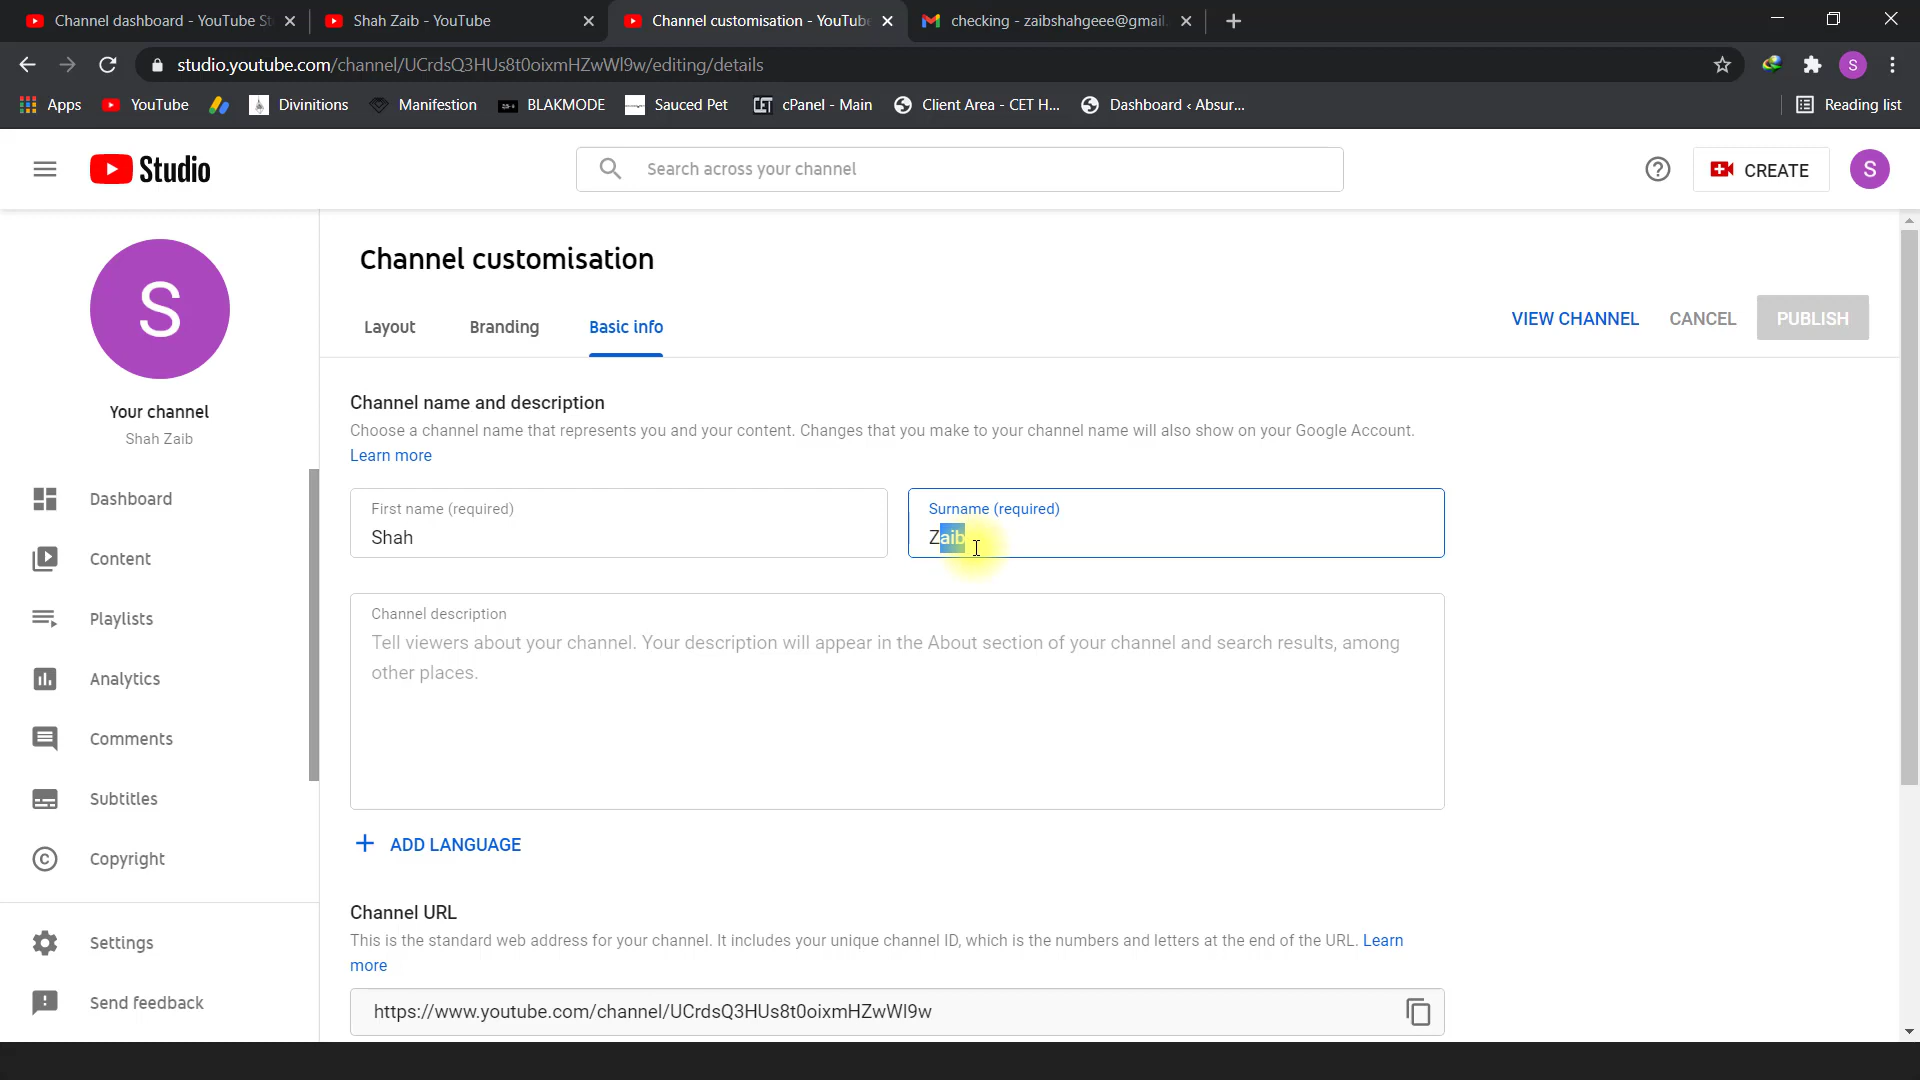 Channel dashboard - YouTube St
Shah Zaib - YouTube
Channel customisation - YouTube
checking - zaibshahgeee@gmail.
studio.youtube.com/channel/UCrdsQ3HUs8t0oixmHZwWl9w/editing/details
S
Apps
YouTube
Divinitions
Manifestion
BLAKMODE
Sauced Pet
cPanel - Main
Client Area - CET H...
Dashboard ‹ Absur...
Reading list
Studio
Search across your channel
CREATE
S
S
Your channel
Shah Zaib
Dashboard
Content
Playlists
Analytics
Comments
Subtitles
Copyright
Settings
Send feedback
Channel customisation
Layout
Branding
Basic info
VIEW CHANNEL
CANCEL
PUBLISH
Channel name and description
Choose a channel name that represents you and your content. Changes that you make to your channel name will also show on your Google Account.
Learn more
First name (required)
Shah
Surname (required)
Zaib
Channel description
Tell viewers about your channel. Your description will appear in the About section of your channel and search results, among
other places.
ADD LANGUAGE
Channel URL
This is the standard web address for your channel. It includes your unique channel ID, which is the numbers and letters at the end of the URL. Learn
more
https://www.youtube.com/channel/UCrdsQ3HUs8t0oixmHZwWl9w